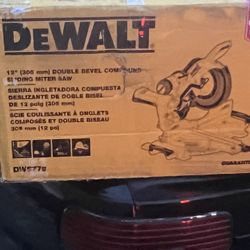 DEWALT
12" (305 mm) DOUBLE BEVEL COMPOUND
SLIDING MITER SAW
SIERRA INGLETADORA COMPUESTA
DESLIZANTE DE DOBLE BISEL
DE 12 pulg (305 mm)
SCIE COULISSANTE À ONGLETS
COMPOSÉS ET DOUBLE BISEAU
305 mm (12 po)
DWS779